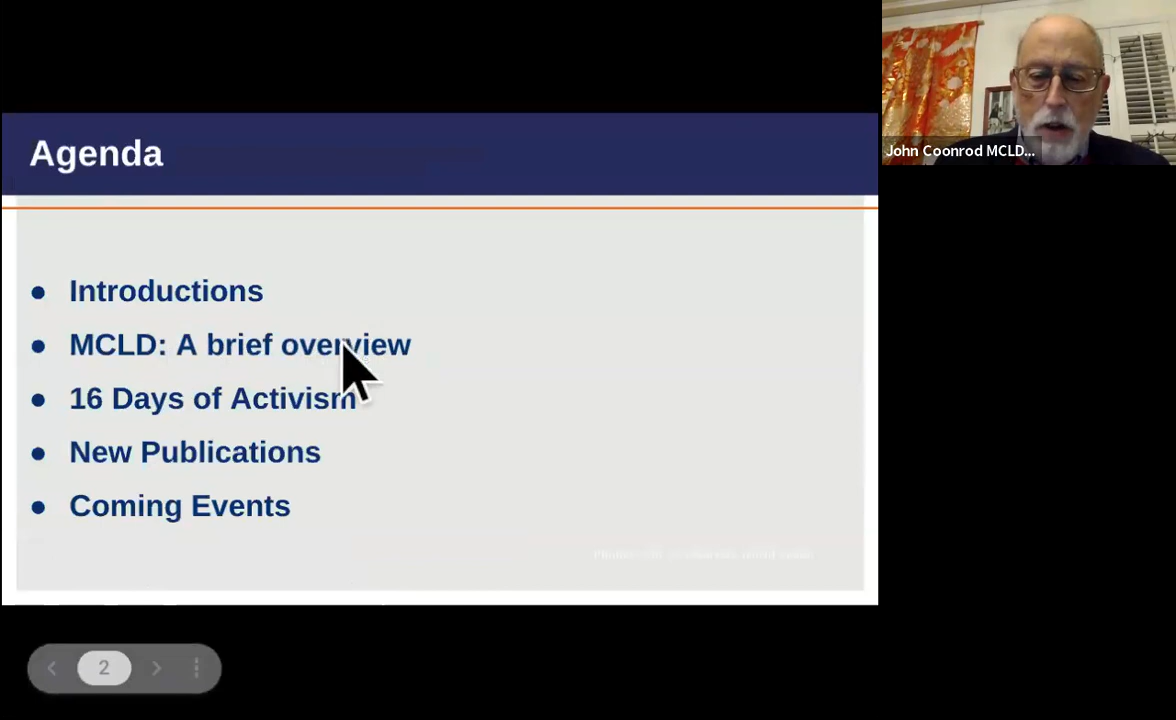 Agenda
John Coonrod MCLD...
● Introductions
● MCLD: A brief overview
● 16 Days of Activism
● New Publications
● Coming Events
2